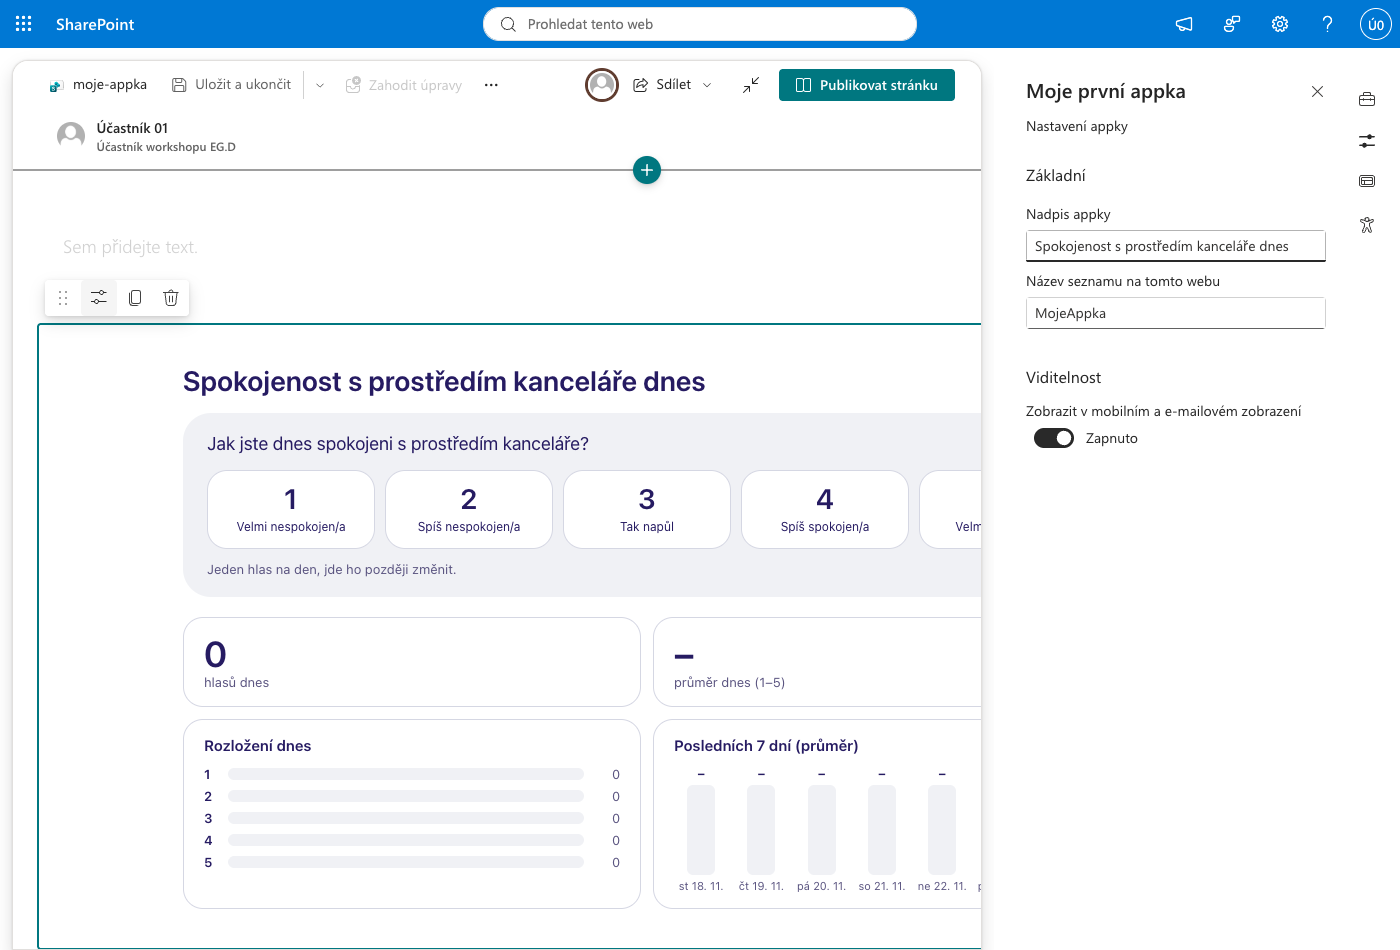 SharePoint
Prohledat tento web
?
Ú0
moje-appka
Uložit a ukončit
Zahodit úpravy
Sdílet
Publikovat stránku
Účastník 01
Účastník workshopu EG.D
Sem přidejte text.
Spokojenost s prostředím kanceláře dnes
Jak jste dnes spokojeni s prostředím kanceláře?
1
Velmi nespokojen/a
2
Spíš nespokojen/a
3
Tak napůl
4
Spíš spokojen/a
Jeden hlas na den, jde ho později změnit.
0
hlasů dnes
–
průměr dnes (1–5)
Rozložení dnes
1 0
2 0
3 0
4 0
5 0
Posledních 7 dní (průměr)
– – – – –
st 18. 11. čt 19. 11. pá 20. 11. so 21. 11. ne 22. 11.
Moje první appka
Nastavení appky
Základní
Nadpis appky
Spokojenost s prostředím kanceláře dnes
Název seznamu na tomto webu
MojeAppka
Viditelnost
Zobrazit v mobilním a e-mailovém zobrazení
Zapnuto